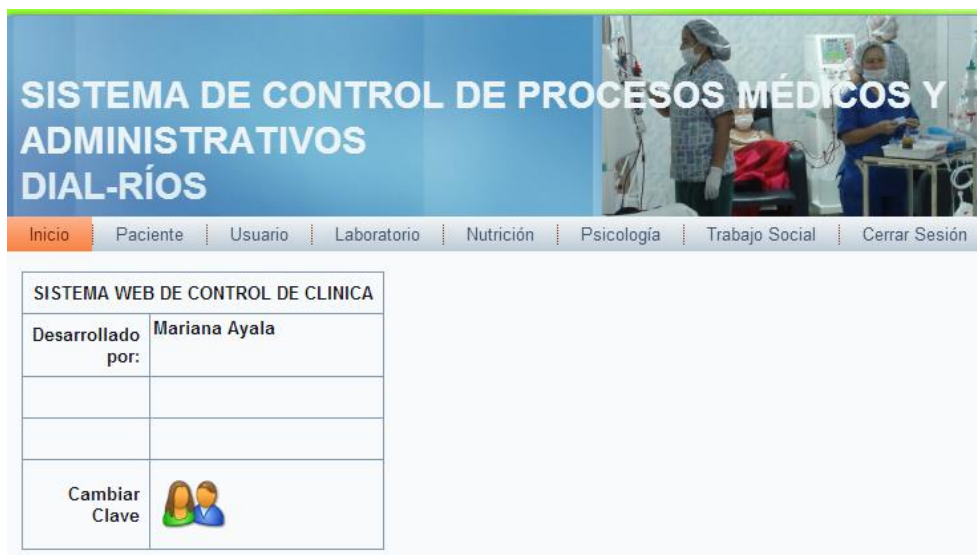 SISTEMA DE CONTROL DE PROCESOS MÉDICOS Y
ADMINISTRATIVOS
DIAL-RÍOS
Inicio Paciente Usuario Laboratorio Nutrición Psicología Trabajo Social Cerrar Sesión
SISTEMA WEB DE CONTROL DE CLINICA
Desarrollado por: Mariana Ayala
Cambiar
Clave